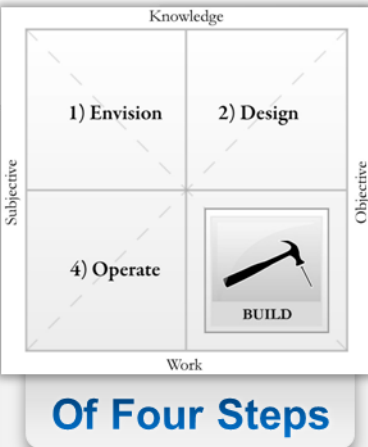 Knowledge
1) Envision
2) Design
Subjective
Objective
4) Operate
BUILD
Work
Of Four Steps